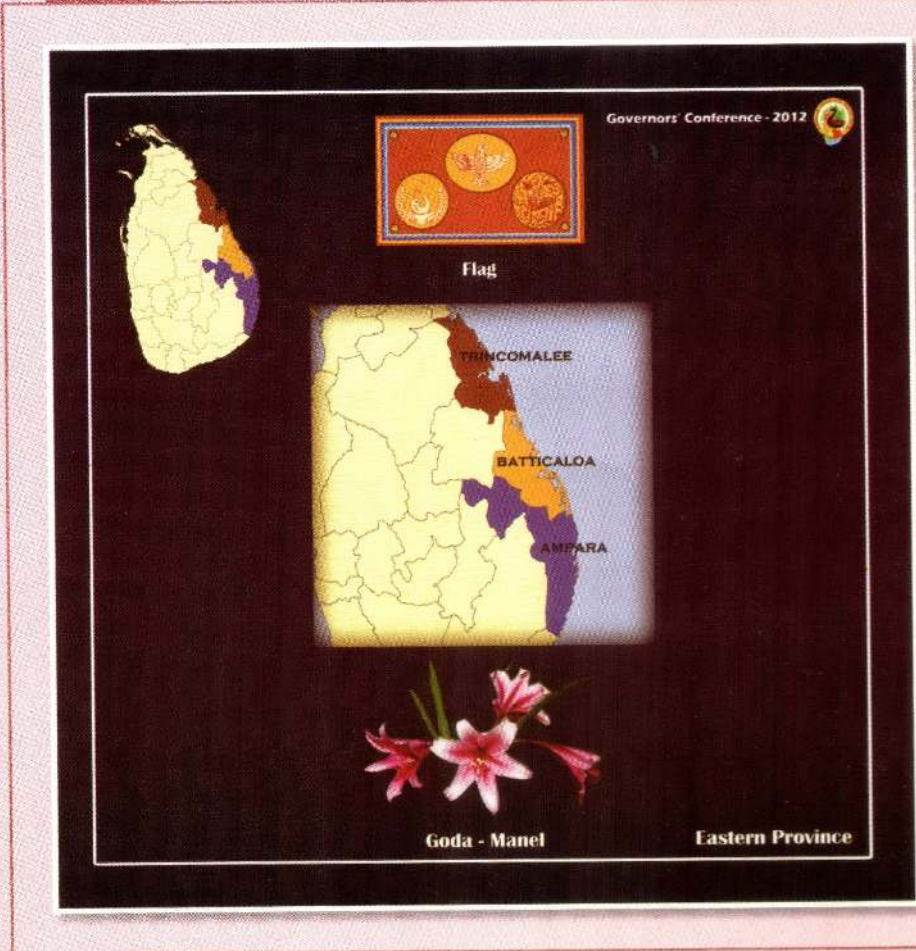 Governors' Conference - 2012
Flag
TRINCOMALEE
BATTICALOA
AMPARA
Goda - Manel
Eastern Province